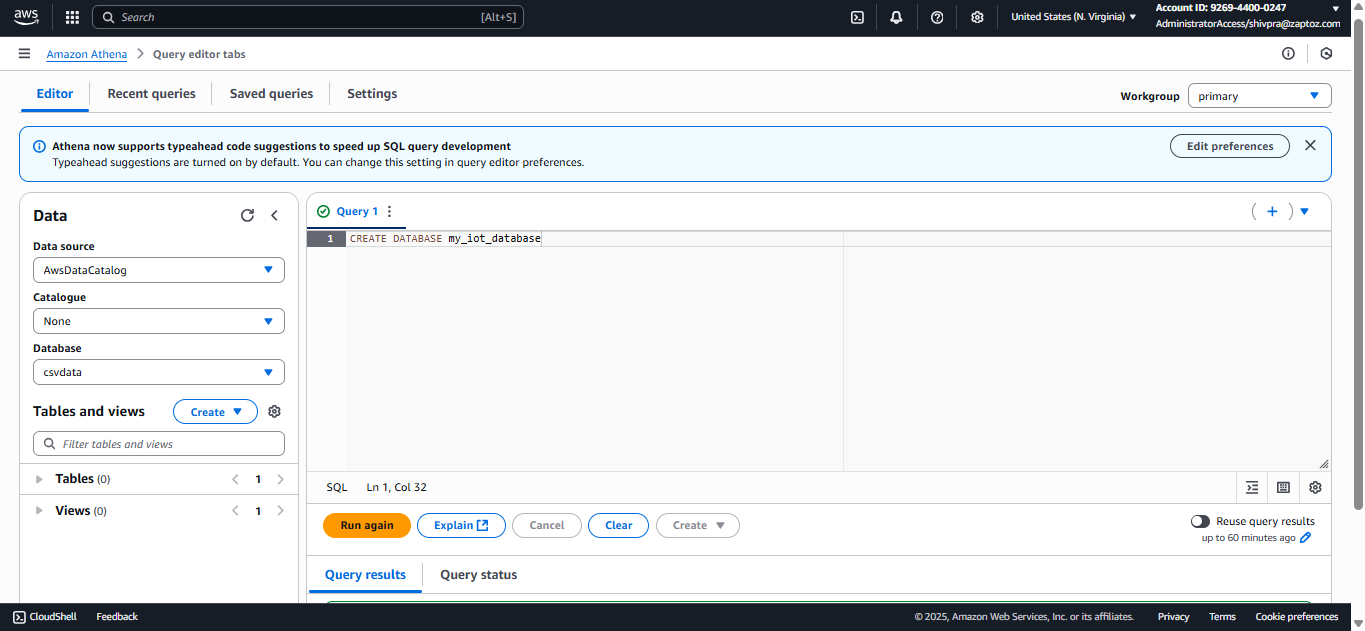 aws
Search [Alt+S]
United States (N. Virginia)
Account ID: 9269-4400-0247
AdministratorAccess/shivpra@zaptoz.com
Amazon Athena > Query editor tabs
Editor
Recent queries
Saved queries
Settings
Workgroup
primary
Athena now supports typeahead code suggestions to speed up SQL query development
Typeahead suggestions are turned on by default. You can change this setting in query editor preferences.
Edit preferences
Data
Data source
AwsDataCatalog
Catalogue
None
Database
csvdata
Tables and views
Create
Filter tables and views
Tables (0)
1
Views (0)
1
Query 1
1 CREATE DATABASE my_iot_database
SQL Ln 1, Col 32
Run again
Explain
Cancel
Clear
Create
Reuse query results
up to 60 minutes ago
Query results
Query status
CloudShell
Feedback
© 2025, Amazon Web Services, Inc. or its affiliates.
Privacy
Terms
Cookie preferences